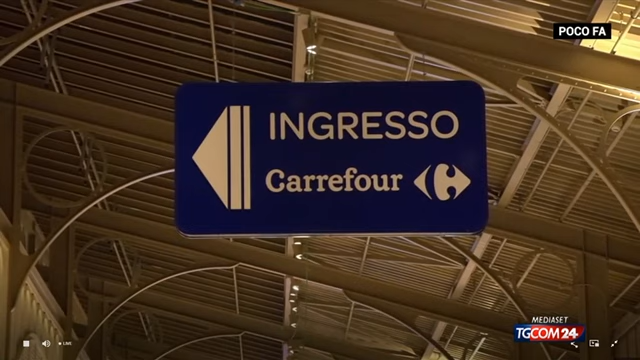 POCO FA
INGRESSO
Carrefour
MEDIASET
TGCOM24
LIVE